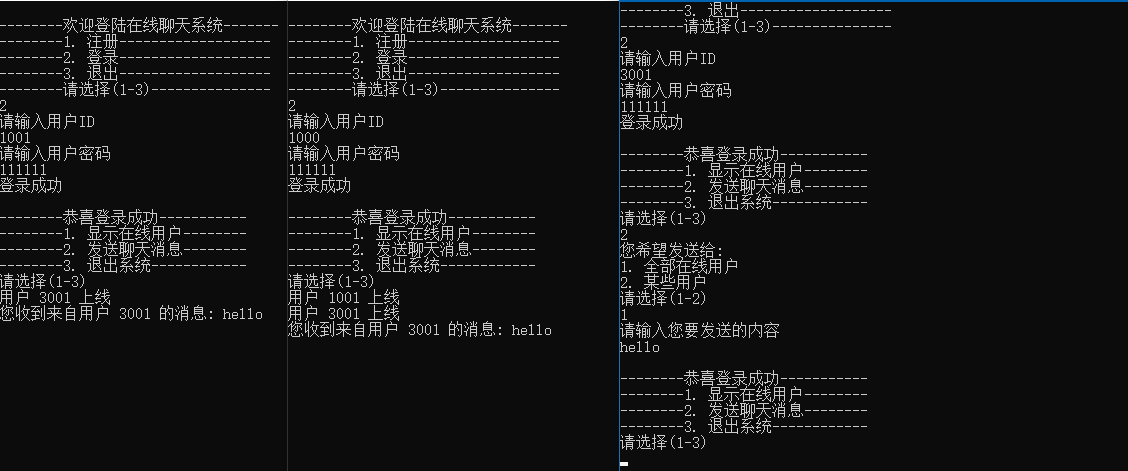 --------欢迎登陆在线聊天系统-------
--------1. 注册-------------------
--------2. 登录-------------------
--------3. 退出-------------------
--------请选择(1-3)---------------
2
请输入用户ID
1001
请输入用户密码
111111
登录成功
--------恭喜登录成功-----------
--------1. 显示在线用户--------
--------2. 发送聊天消息--------
--------3. 退出系统------------
请选择(1-3)
用户 3001 上线
您收到来自用户 3001 的消息: hello
--------欢迎登陆在线聊天系统-------
--------1. 注册-------------------
--------2. 登录-------------------
--------3. 退出-------------------
--------请选择(1-3)---------------
2
请输入用户ID
1000
请输入用户密码
111111
登录成功
--------恭喜登录成功-----------
--------1. 显示在线用户--------
--------2. 发送聊天消息--------
--------3. 退出系统------------
请选择(1-3)
用户 1001 上线
用户 3001 上线
您收到来自用户 3001 的消息: hello
--------3. 退出-------------------
--------请选择(1-3)---------------
2
请输入用户ID
3001
请输入用户密码
111111
登录成功
--------恭喜登录成功-----------
--------1. 显示在线用户--------
--------2. 发送聊天消息--------
--------3. 退出系统------------
请选择(1-3)
2
您希望发送给:
1. 全部在线用户
2. 某些用户
请选择(1-2)
1
请输入您要发送的内容
hello
--------恭喜登录成功-----------
--------1. 显示在线用户--------
--------2. 发送聊天消息--------
--------3. 退出系统------------
请选择(1-3)